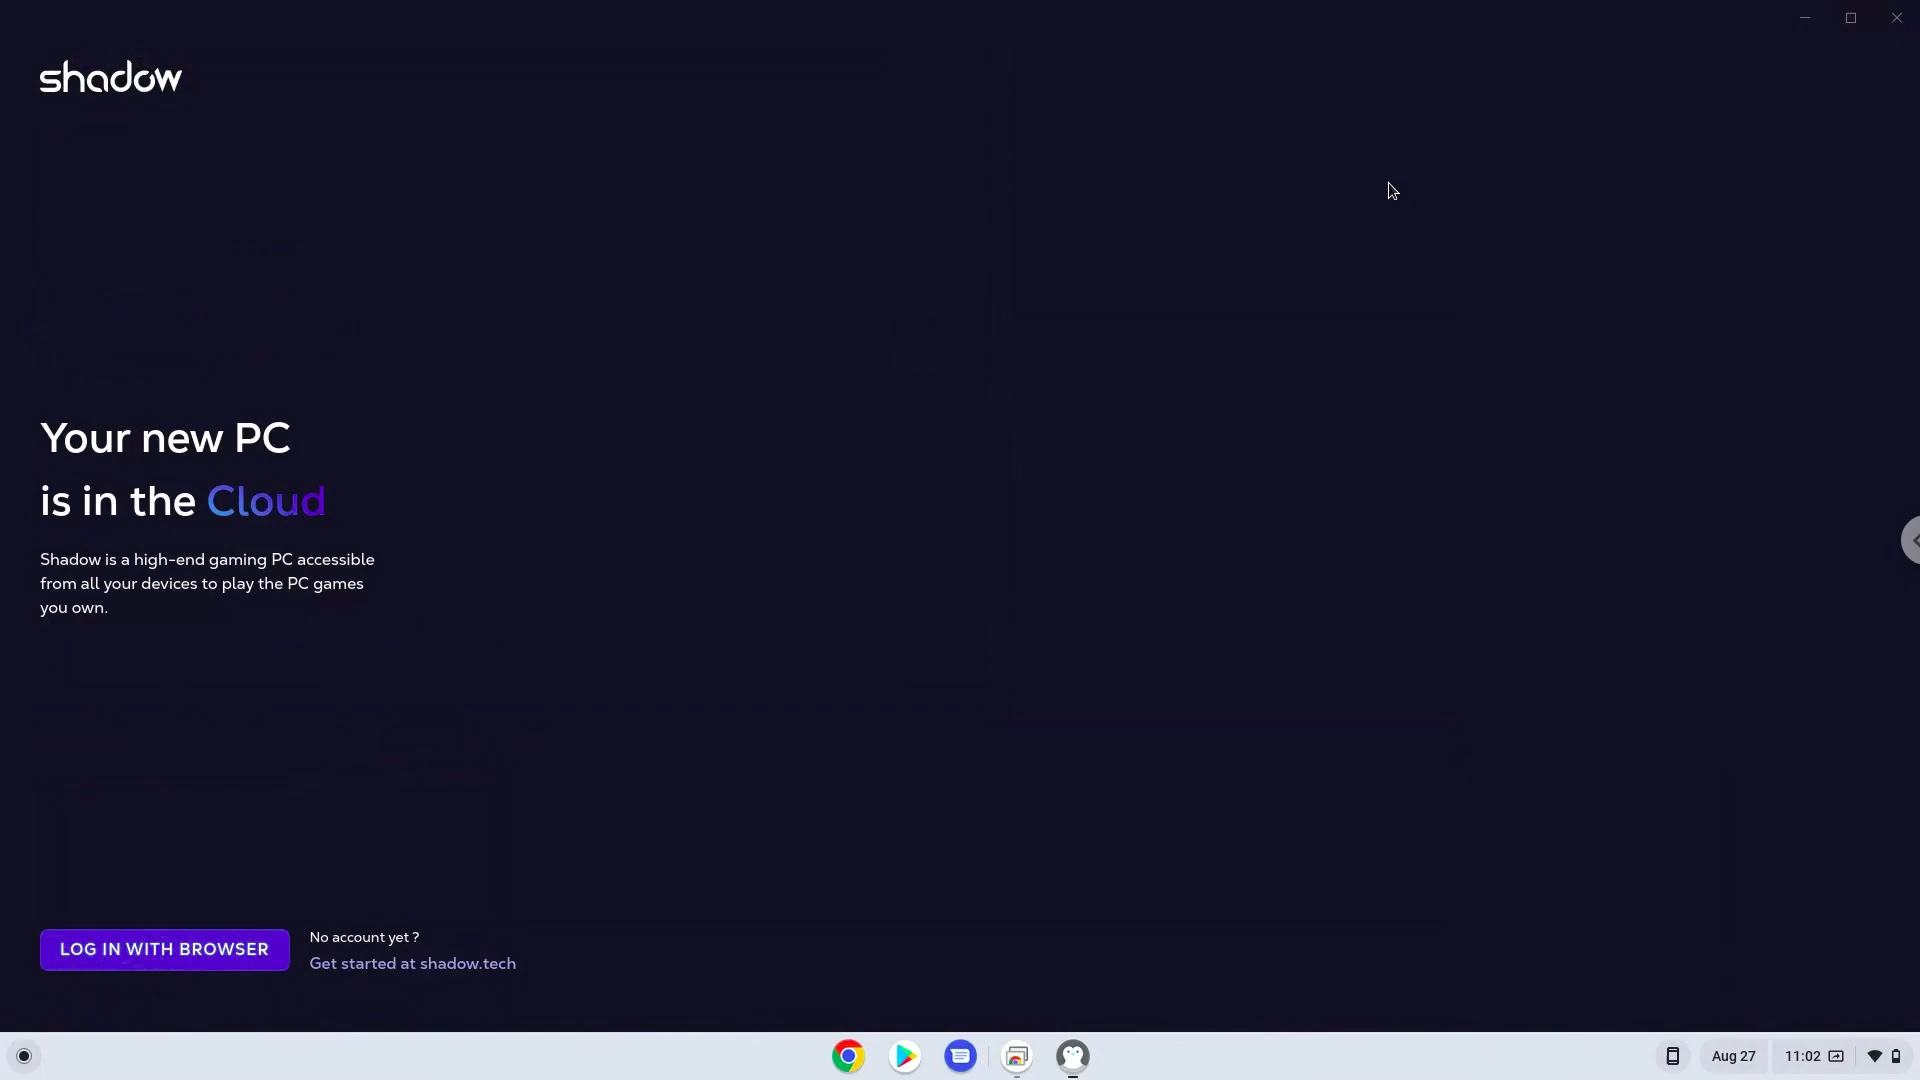 shadow
Your new PC
is in the Cloud
Shadow is a high-end gaming PC accessible
from all your devices to play the PC games
you own.
LOG IN WITH BROWSER
No account yet ?
Get started at shadow.tech
Aug 27
11:02